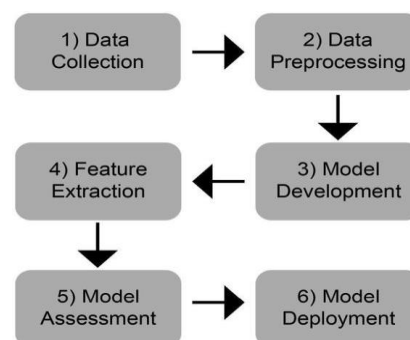 1) Data
Collection
2) Data
Preprocessing
3) Model
Development
4) Feature
Extraction
5) Model
Assessment
6) Model
Deployment